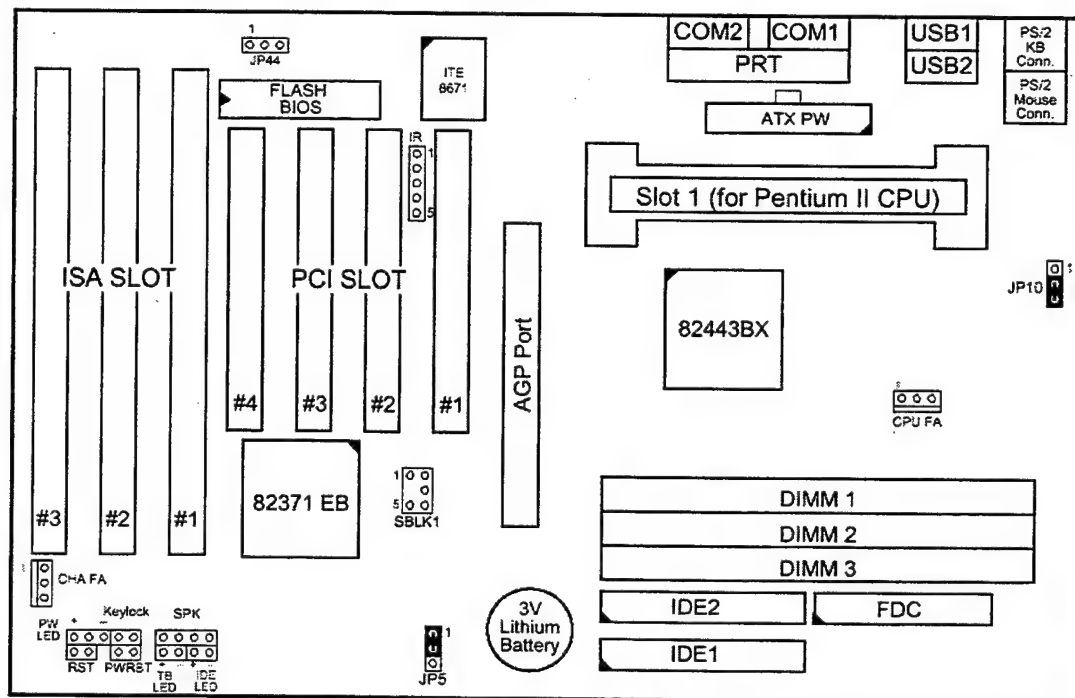 1
JP44
ITE
8671
FLASH
BIOS
COM2
COM1
PRT
USB1
USB2
PS/2
KB
Conn.
PS/2
Mouse
Conn.
ATX PW
IR
1
5
Slot 1 (for Pentium II CPU)
ISA SLOT
PCI SLOT
AGP Port
82443BX
1
JP10
#4
#3
#2
#1
CPU FA
82371 EB
1
5
SBLK1
#3
#2
#1
DIMM 1
DIMM 2
DIMM 3
CHA FA
PW
LED
+
–
Keylock
SPK
RST
PWRST
+
–
+
TB
LED
IDE
LED
1
JP5
3V
Lithium
Battery
IDE2
FDC
IDE1